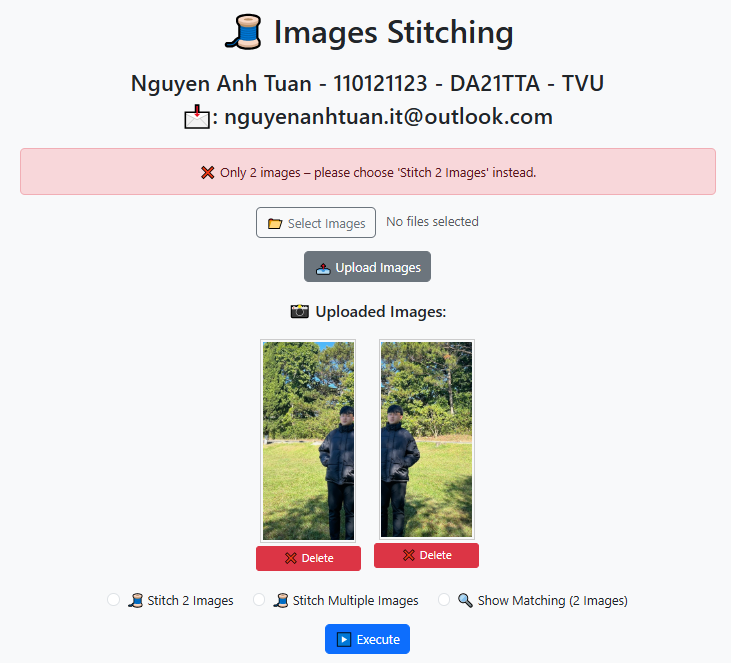 Images Stitching
Nguyen Anh Tuan - 110121123 - DA21TTA - TVU
: nguyenanhtuan.it@outlook.com
Only 2 images – please choose 'Stitch 2 Images' instead.
Select Images No files selected
Upload Images
Uploaded Images:
Delete Delete
Stitch 2 Images Stitch Multiple Images Show Matching (2 Images)
Execute